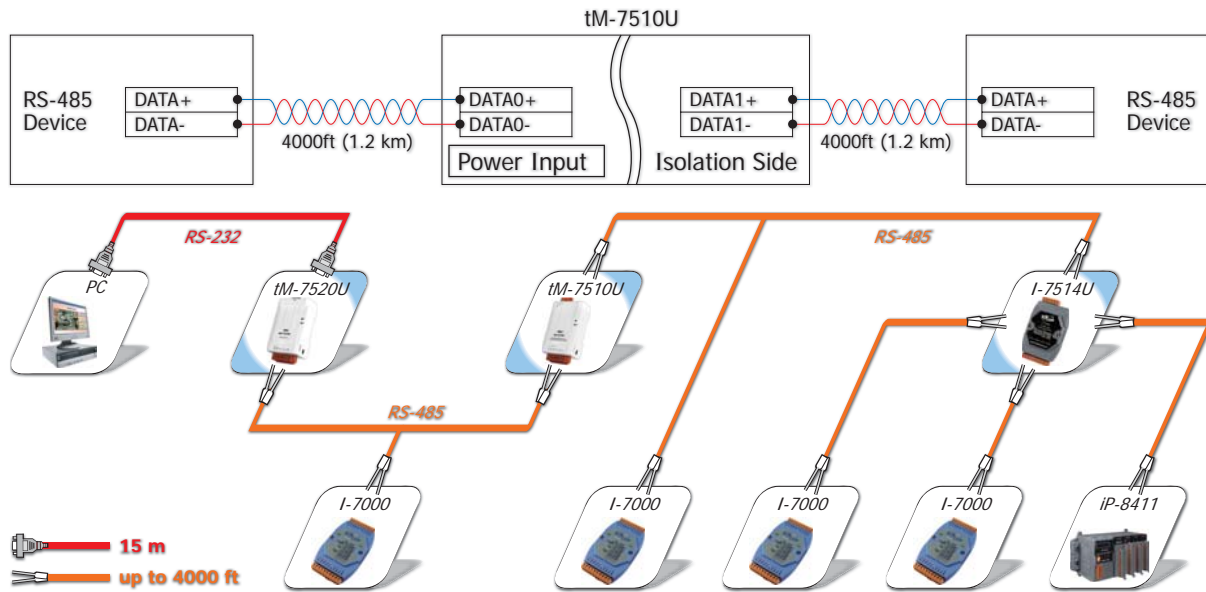 tM-7510U
RS-485
Device
DATA+
DATA-
4000ft (1.2 km)
DATA0+
DATA0-
Power Input
DATA1+
DATA1-
Isolation Side
4000ft (1.2 km)
DATA+
DATA-
RS-485
Device
RS-232
RS-485
PC
tM-7520U
tM-7510U
I-7514U
RS-485
I-7000
I-7000
I-7000
I-7000
iP-8411
15 m
up to 4000 ft